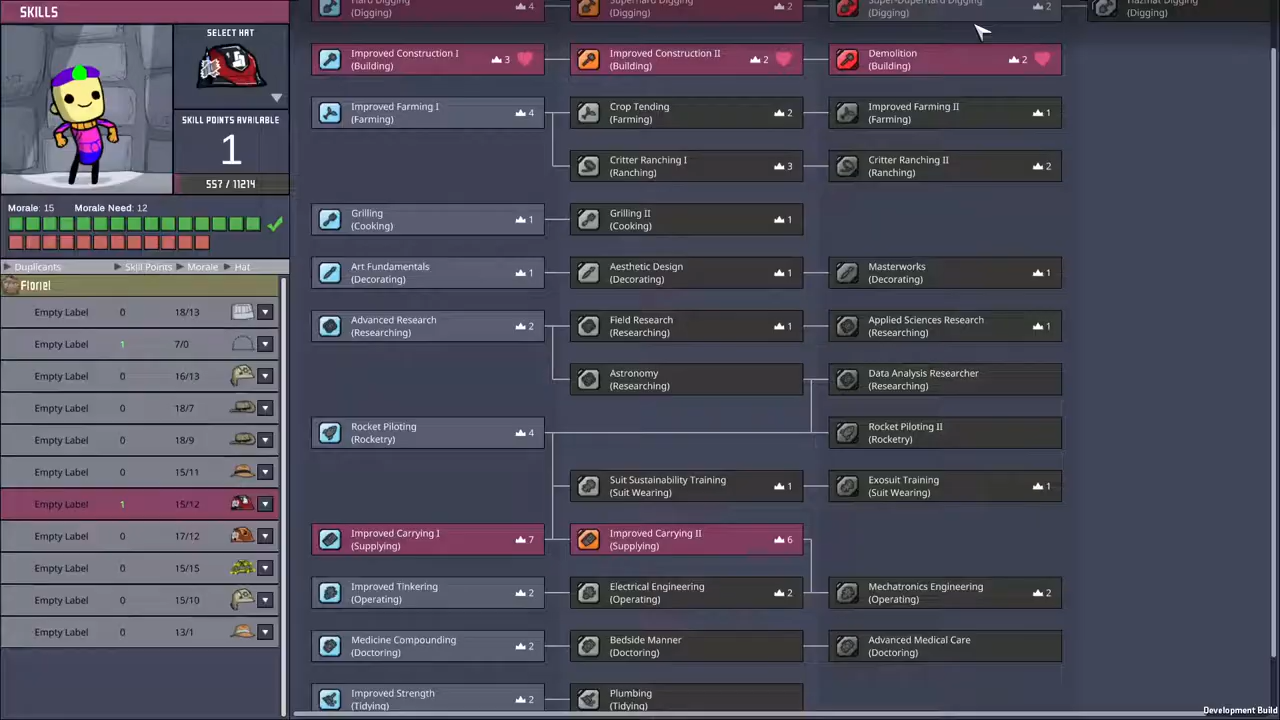 SKILLS
SELECT HAT
SKILL POINTS AVAILABLE
1
557 / 11214
Morale: 15 Morale Need: 12
Duplicants Skill Points Morale Hat
Empty Label 0 18/13
Empty Label 1 7/0
Empty Label 0 16/13
Empty Label 0 18/7
Empty Label 0 18/9
Empty Label 0 15/11
Empty Label 1 15/12
Empty Label 0 17/12
Empty Label 0 15/15
Empty Label 0 15/10
Empty Label 0 13/1
Hard Digging 4 Superhard Digging 2 Super-Duperhard Digging 2 Hazmat Digging
(Digging) (Digging) (Digging) (Digging)
Improved Construction I 3 Improved Construction II 2 Demolition 2
(Building) (Building) (Building)
Improved Farming I 4 Crop Tending 2 Improved Farming II 1
(Farming) (Farming) (Farming)
Critter Ranching I 3 Critter Ranching II 2
(Ranching) (Ranching)
Grilling 1 Grilling II 1
(Cooking) (Cooking)
Art Fundamentals 1 Aesthetic Design 1 Masterworks 1
(Decorating) (Decorating) (Decorating)
Advanced Research 2 Field Research 1 Applied Sciences Research 1
(Researching) (Researching) (Researching)
Astronomy Data Analysis Researcher
(Researching) (Researching)
Rocket Piloting 4 Rocket Piloting II
(Rocketry) (Rocketry)
Suit Sustainability Training 1 Exosuit Training 1
(Suit Wearing) (Suit Wearing)
Improved Carrying I 7 Improved Carrying II 6
(Supplying) (Supplying)
Improved Tinkering 2 Electrical Engineering 2 Mechatronics Engineering 2
(Operating) (Operating) (Operating)
Medicine Compounding 2 Bedside Manner Advanced Medical Care
(Doctoring) (Doctoring) (Doctoring)
Improved Strength 2 Plumbing
(Tidying) (Tidying)
Development Build